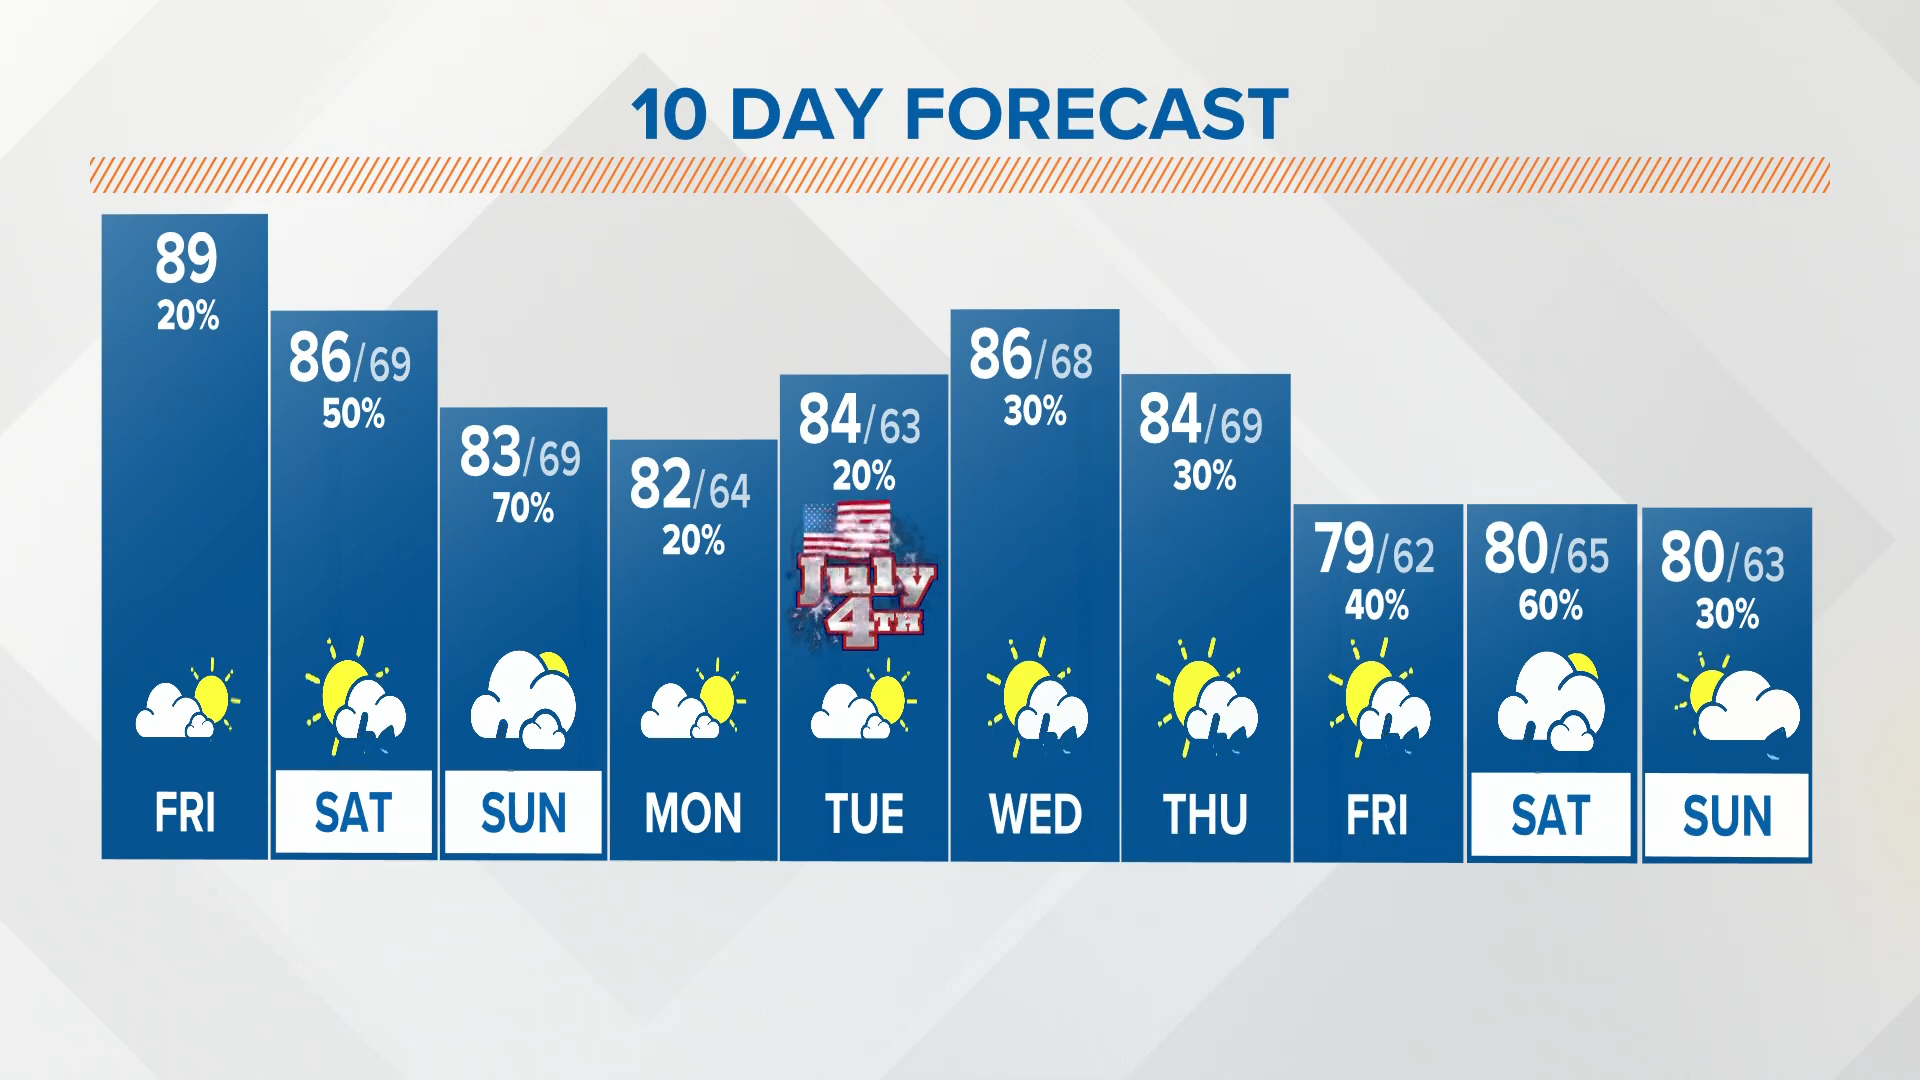 10 DAY FORECAST
89
20%
FRI
86/69
50%
SAT
83/69
70%
SUN
82/64
20%
MON
84/63
20%
July
4TH
TUE
86/68
30%
WED
84/69
30%
THU
79/62
40%
FRI
80/65
60%
SAT
80/63
30%
SUN